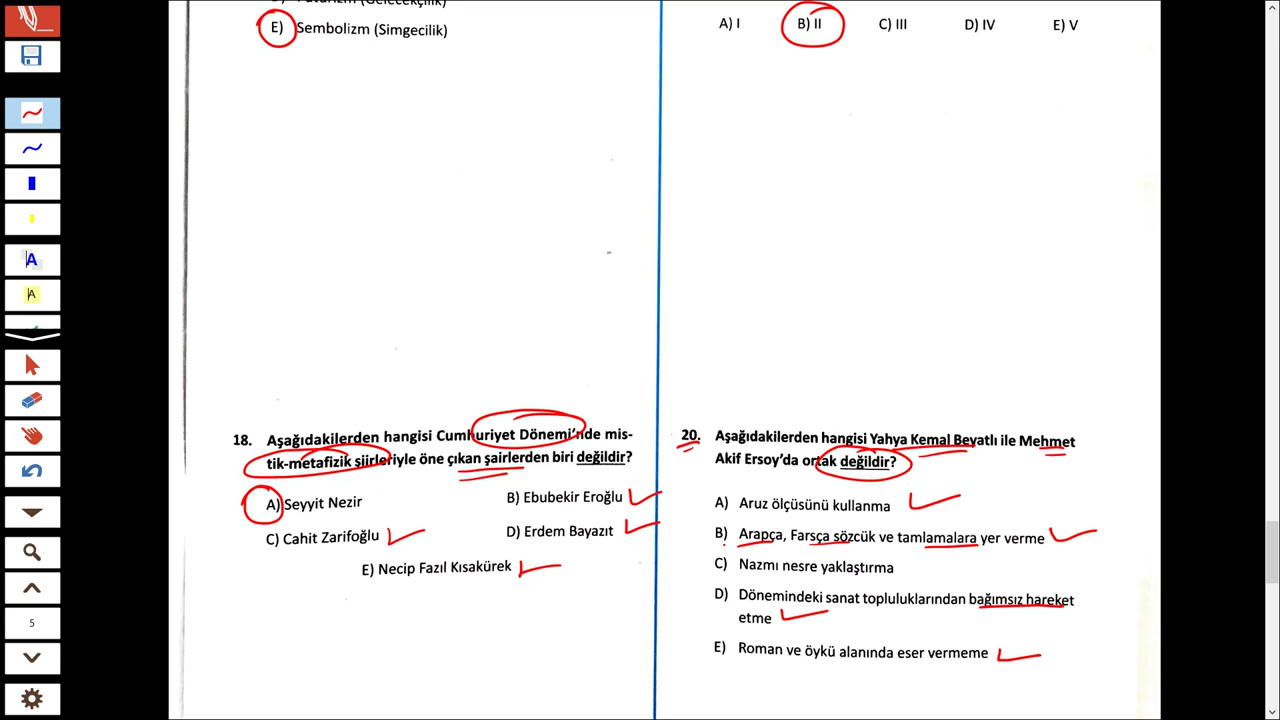 E) Sembolizm (Simgecilik)
18. Aşağıdakilerden hangisi Cumhuriyet Dönemi'nde mis-
tik-metafizik şiirleriyle öne çıkan şairlerden biri değildir?
A) Seyyit Nezir
B) Ebubekir Eroğlu
C) Cahit Zarifoğlu
D) Erdem Bayazıt
E) Necip Fazıl Kısakürek
A) I B) II C) III D) IV E) V
20. Aşağıdakilerden hangisi Yahya Kemal Beyatlı ile Mehmet
Akif Ersoy'da ortak değildir?
A) Aruz ölçüsünü kullanma
B) Arapça, Farsça sözcük ve tamlamalara yer verme
C) Nazmı nesre yaklaştırma
D) Dönemindeki sanat topluluklarından bağımsız hareket
etme
E) Roman ve öykü alanında eser vermeme
A
A
5